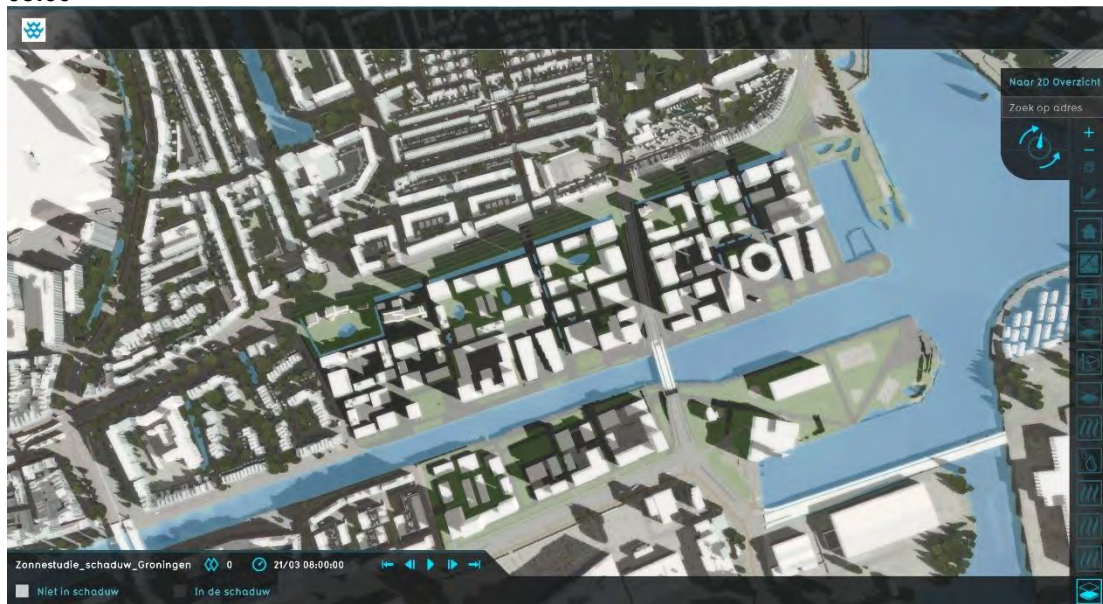 Naar 2D Overzicht
Zoek op adres
Zonnestudie_schaduw_Groningen 0 21/03 08:00:00
Niet in schaduw In de schaduw